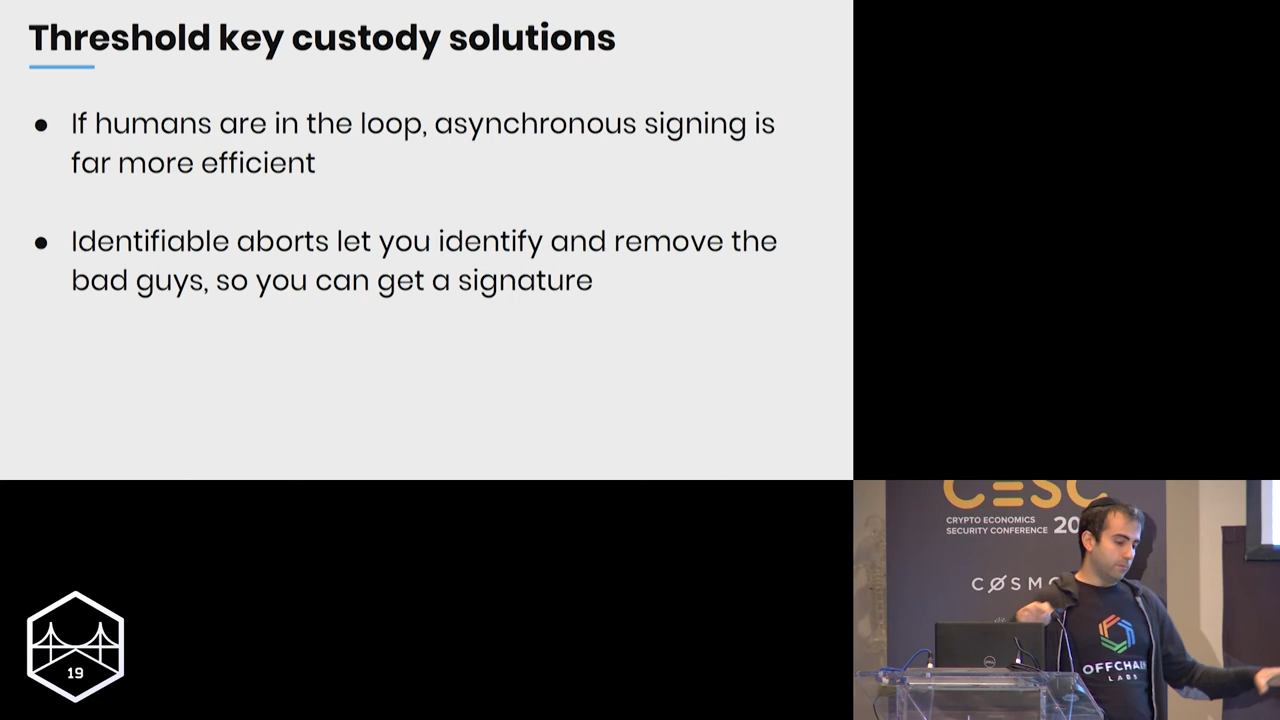 Threshold key custody solutions
● If humans are in the loop, asynchronous signing is
far more efficient
● Identifiable aborts let you identify and remove the
bad guys, so you can get a signature
CESC
CRYPTO ECONOMICS
SECURITY CONFERENCE 20
CØSMO
OFFCHAIN
LABS
DELL
19